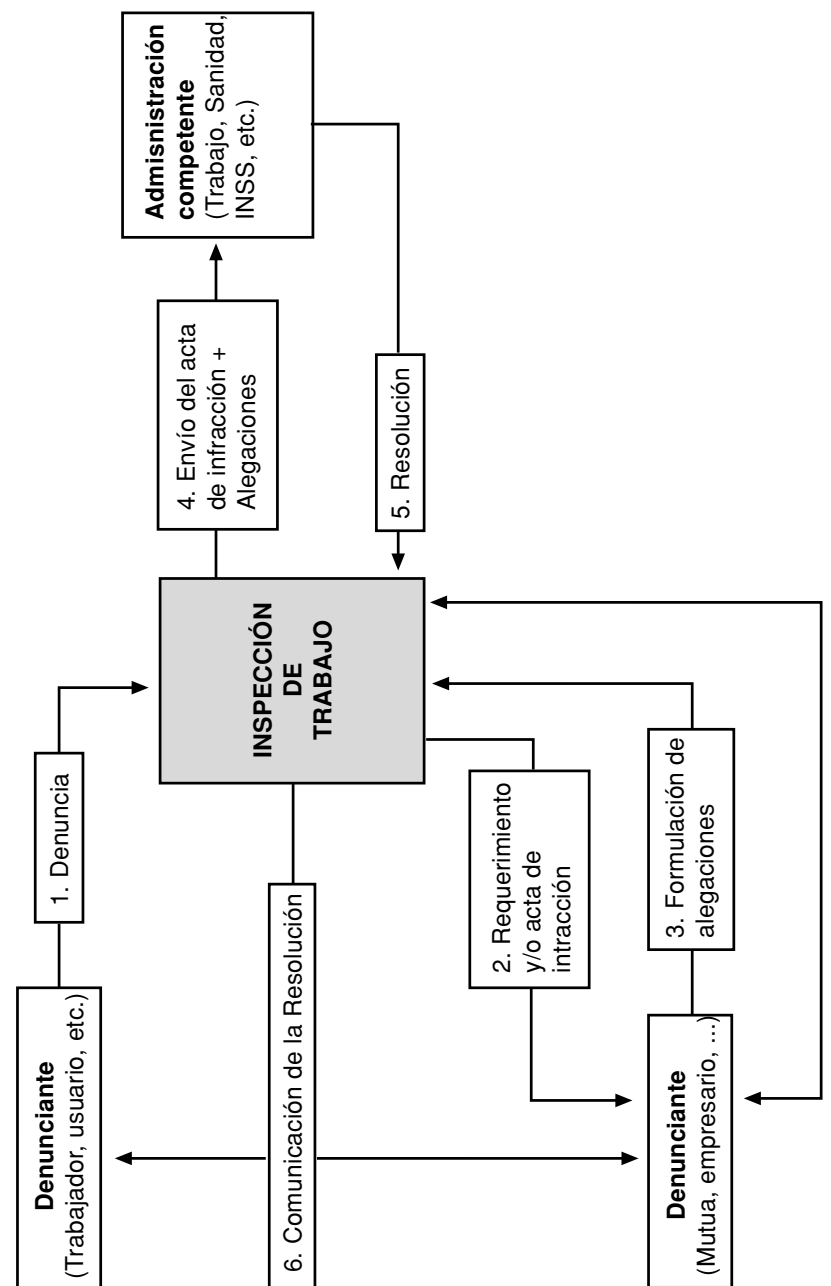 Denunciante
(Trabajador, usuario, etc.)
1. Denuncia
6. Comunicación de la Resolución
INSPECCIÓN
DE
TRABAJO
4. Envío del acta
de infracción +
Alegaciones
Admisnistración
competente
(Trabajo, Sanidad,
INSS, etc.)
5. Resolución
2. Requerimiento
y/o acta de
intracción
3. Formulación de
alegaciones
Denunciante
(Mutua, empresario, ...)